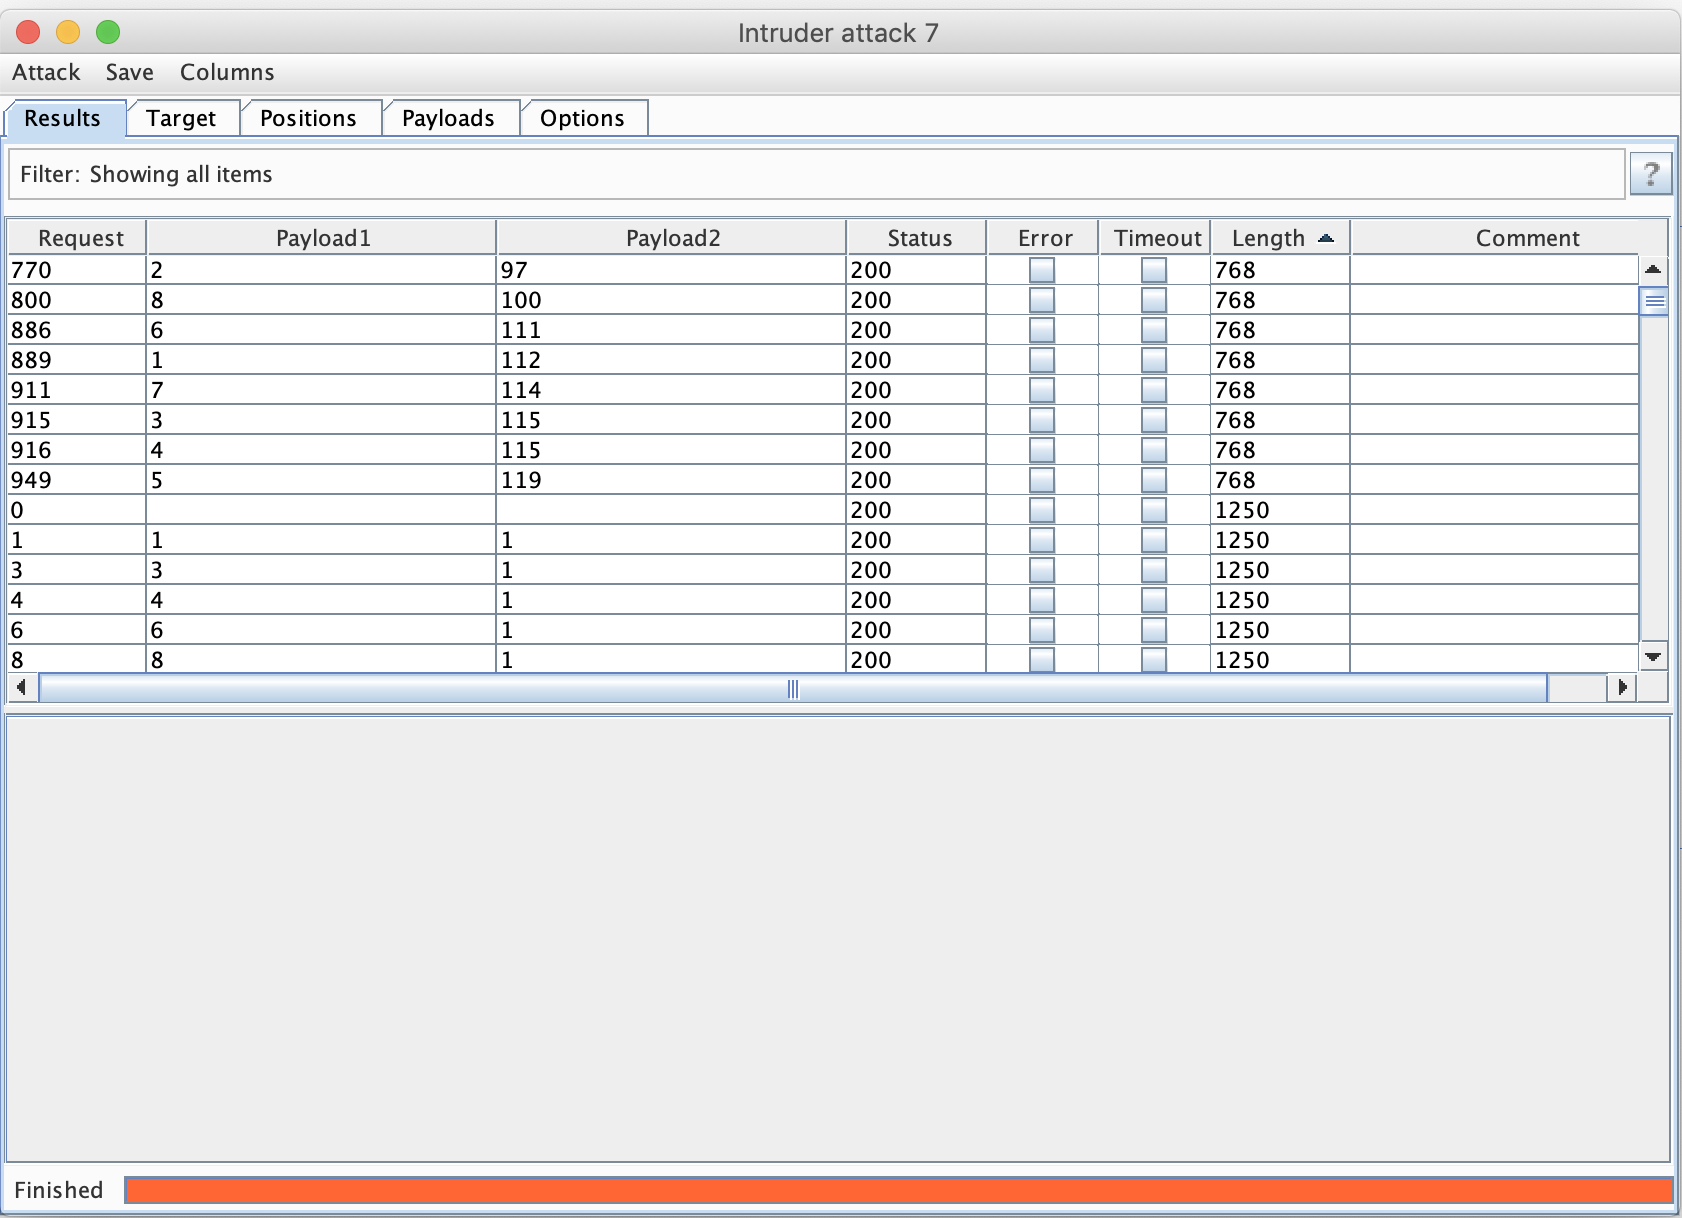 Intruder attack 7
Attack Save Columns
Results Target Positions Payloads Options
Filter: Showing all items ?
Request Payload1 Payload2 Status Error Timeout Length Comment
770 2 97 200 768
800 8 100 200 768
886 6 111 200 768
889 1 112 200 768
911 7 114 200 768
915 3 115 200 768
916 4 115 200 768
949 5 119 200 768
0 200 1250
1 1 1 200 1250
3 3 1 200 1250
4 4 1 200 1250
6 6 1 200 1250
8 8 1 200 1250
Finished